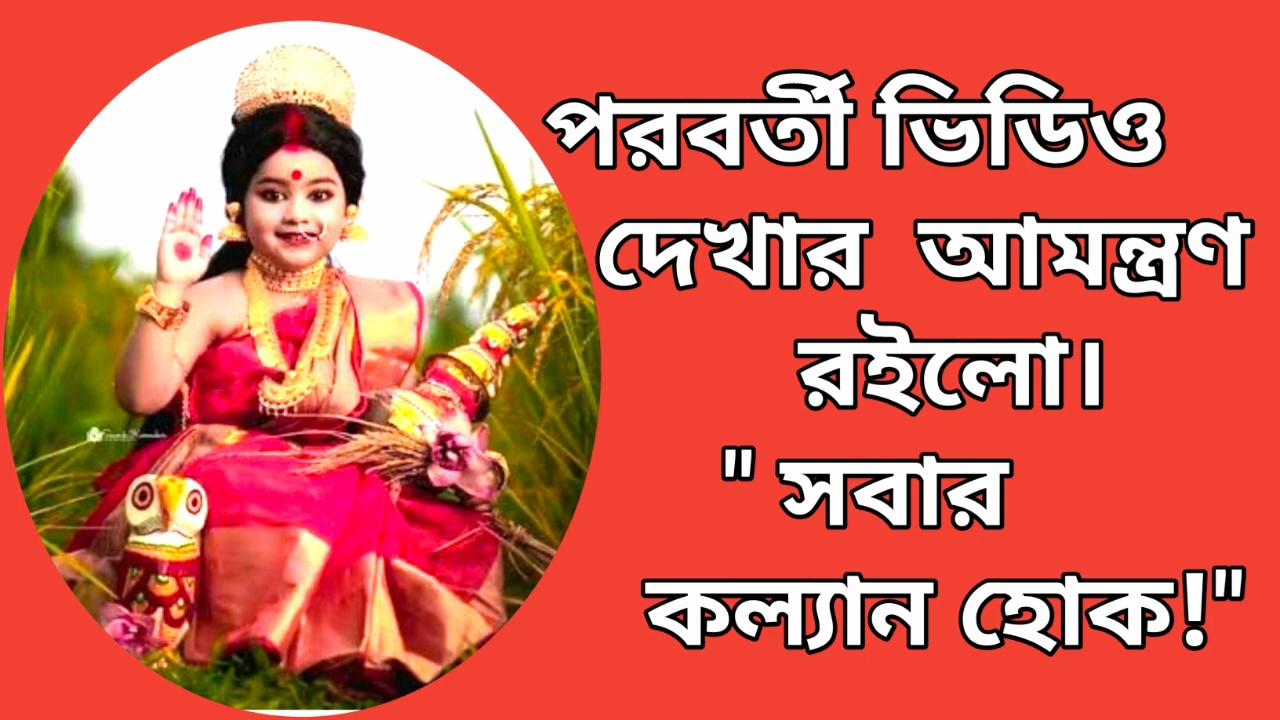 পরবর্তী ভিডিও
দেখার আমন্ত্রণ
রইলো।
" সবার
কল্যান হোক!"